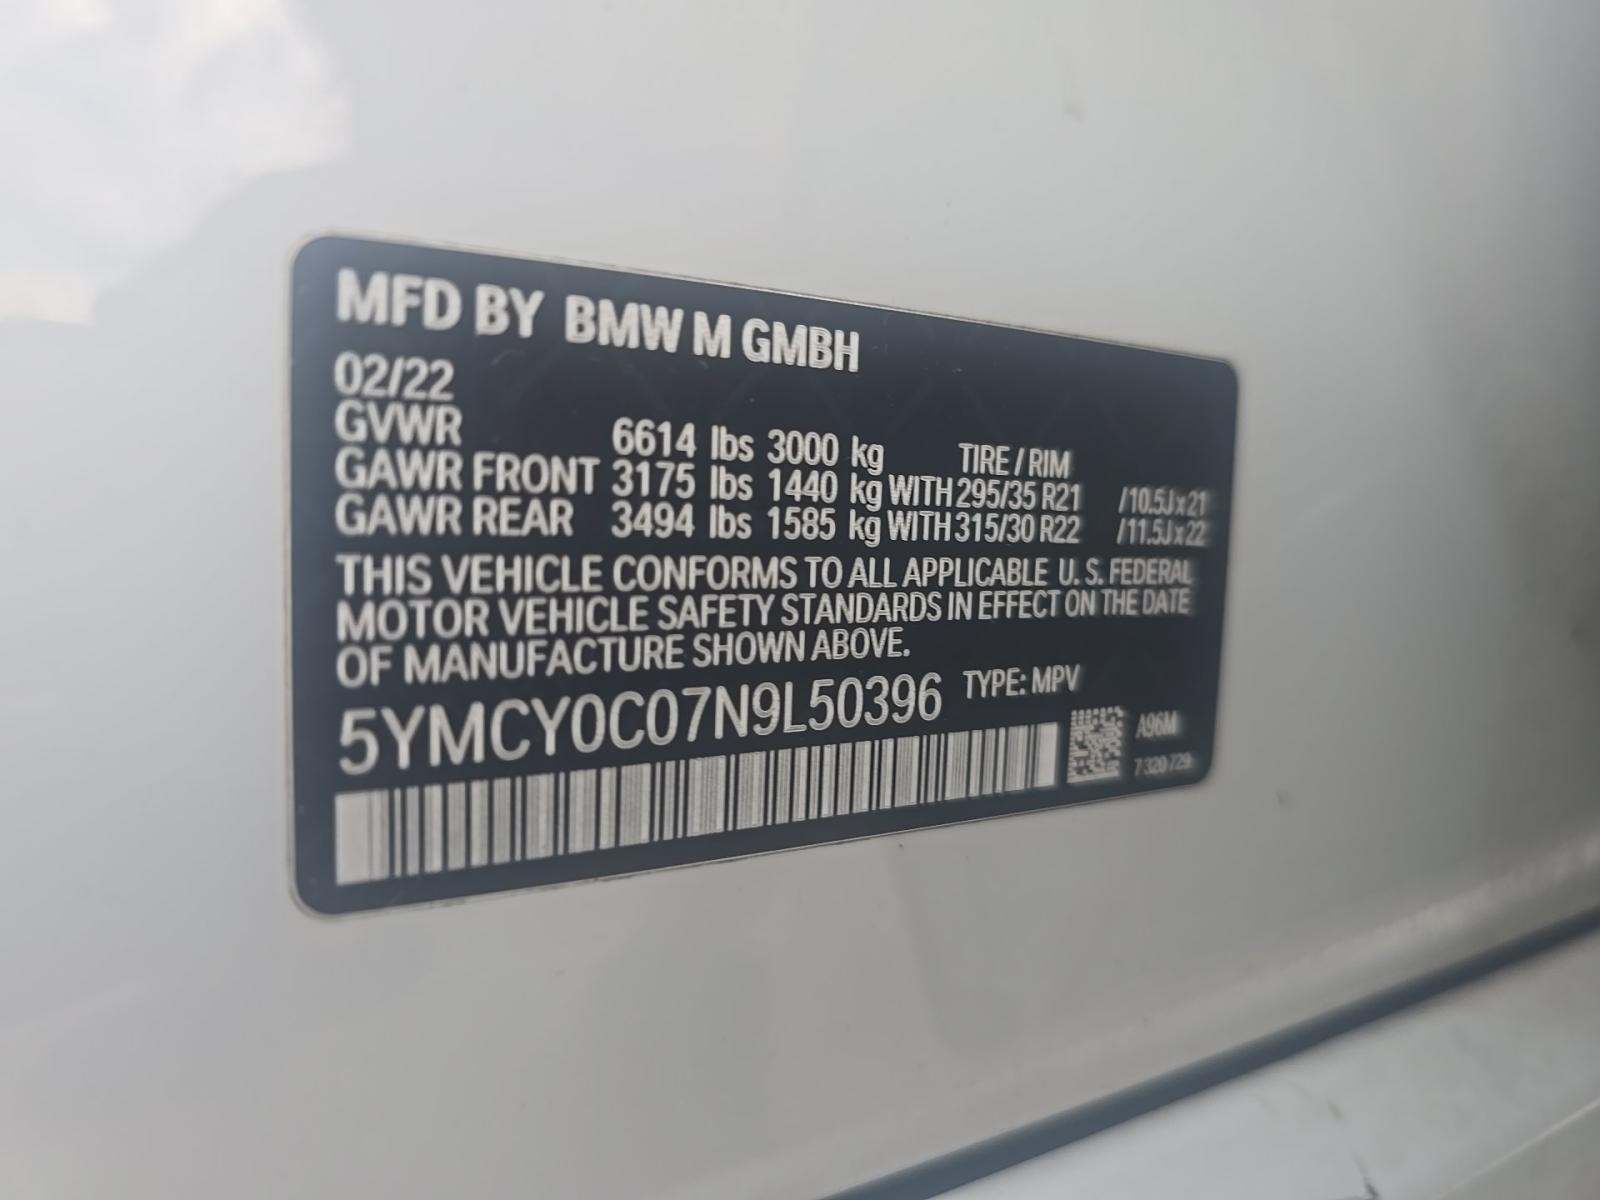 MFD BY BMW M GMBH
02/22
GVWR 6614 lbs 3000 kg TIRE / RIM
GAWR FRONT 3175 lbs 1440 kg WITH 295/35 R21 /10.5J x 21
GAWR REAR 3494 lbs 1585 kg WITH 315/30 R22 /11.5J x 22
THIS VEHICLE CONFORMS TO ALL APPLICABLE U. S. FEDERAL
MOTOR VEHICLE SAFETY STANDARDS IN EFFECT ON THE DATE
OF MANUFACTURE SHOWN ABOVE.
5YMCY0C07N9L50396 TYPE: MPV
A96M
7 320 729